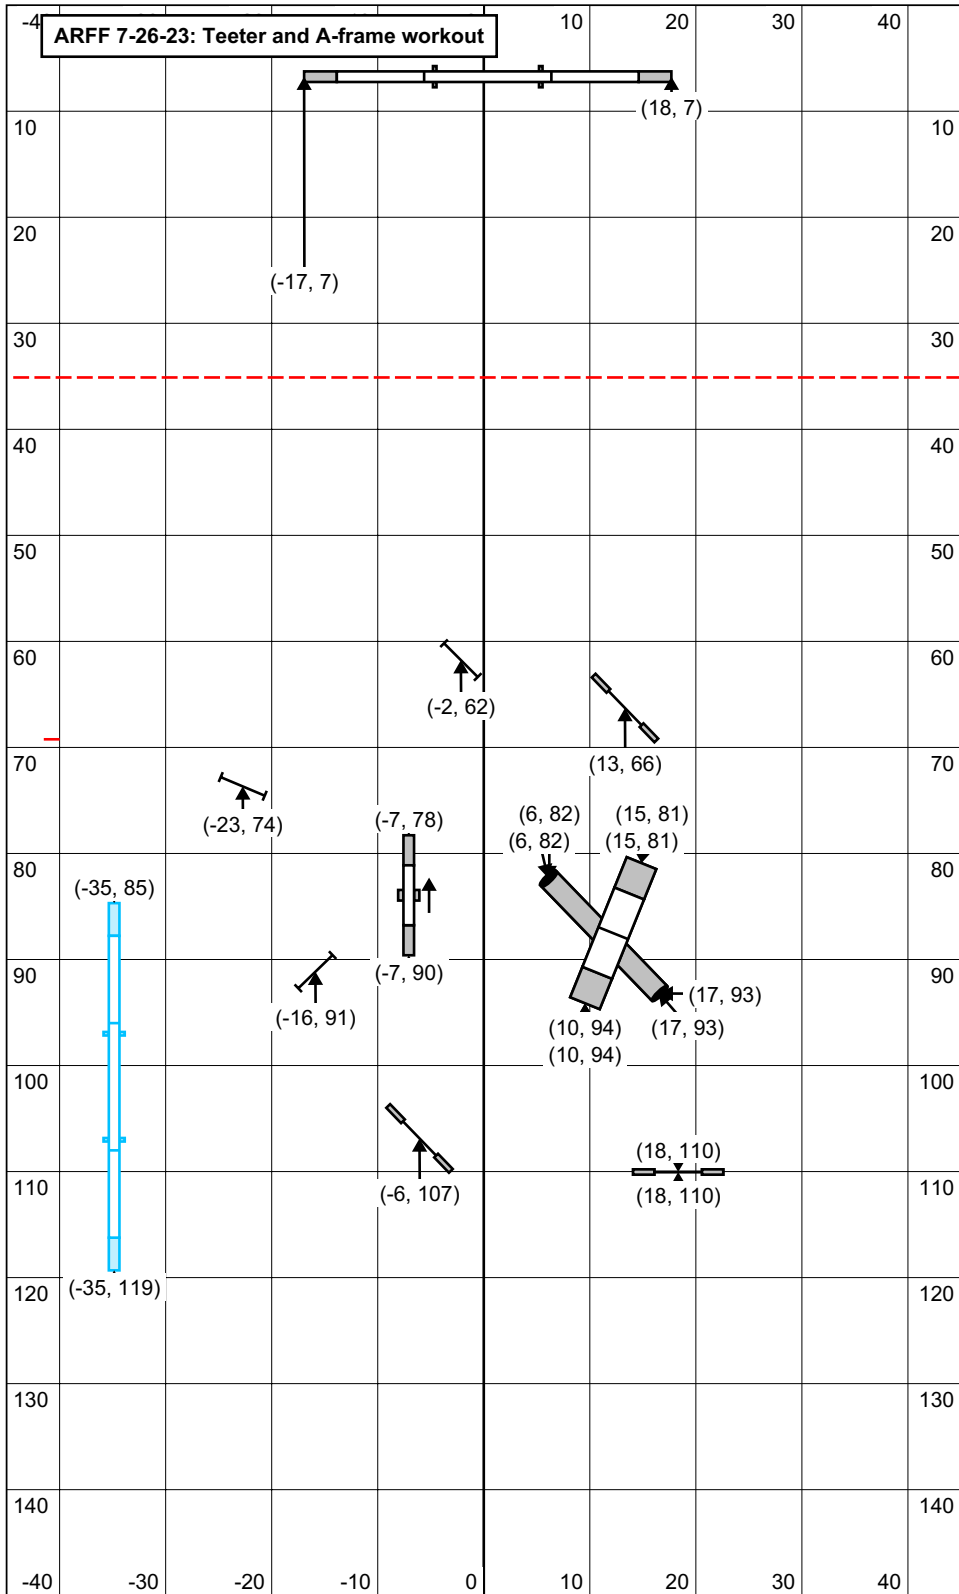 -40 0 10 20 30 40
ARFF 7-26-23: Teeter and A-frame workout
(18, 7)
10 10
20 20
(-17, 7)
30 30
40 40
50 50
60 60
(-2, 62)
70 (13, 66) 70
(-23, 74) (-7, 78) (6, 82) (15, 81)
(6, 82) (15, 81)
80 80
(-35, 85)
90 (-7, 90) 90
(17, 93)
(-16, 91) (10, 94) (17, 93)
(10, 94)
100 100
(18, 110)
110 (-6, 107) (18, 110) 110
(-35, 119)
120 120
130 130
140 140
-40 -30 -20 -10 0 10 20 30 40